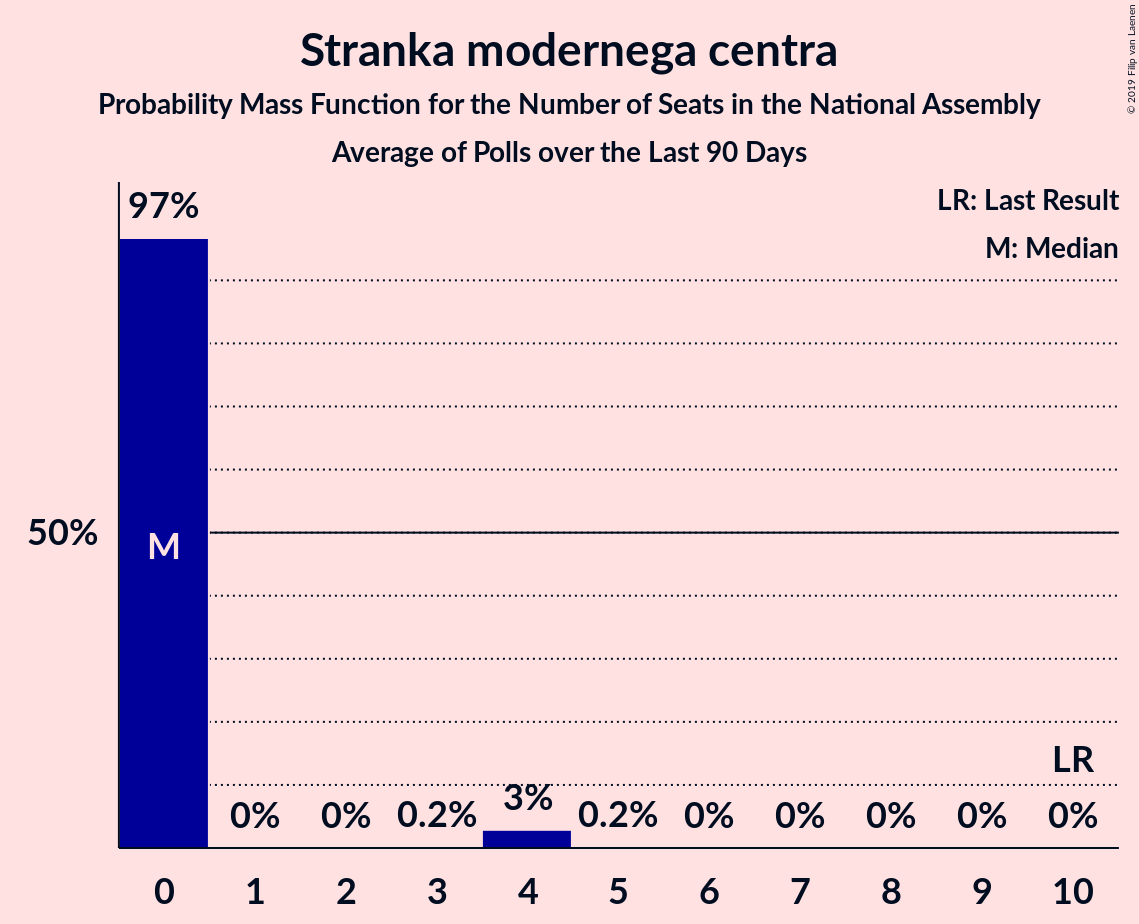 Stranka modernega centra
Probability Mass Function for the Number of Seats in the National Assembly
Average of Polls over the Last 90 Days
© 2019 Filip van Laenen
LR: Last Result
M: Median
97%
50%
M
LR
0% 0% 0.2% 3% 0.2% 0% 0% 0% 0% 0%
0 1 2 3 4 5 6 7 8 9 10